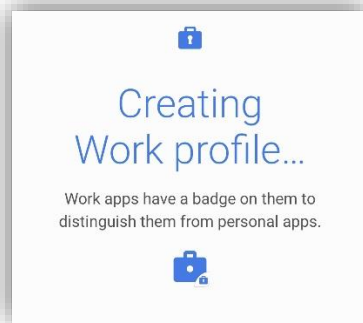 Creating
Work profile…
Work apps have a badge on them to
distinguish them from personal apps.